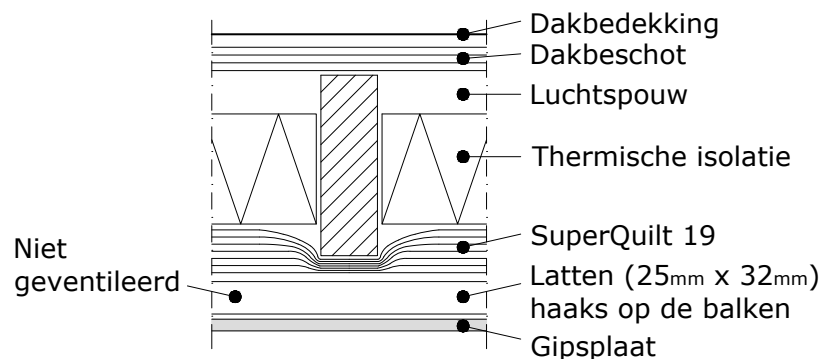 Dakbedekking
Dakbeschot
Luchtspouw
Thermische isolatie
SuperQuilt 19
Niet
geventileerd
Latten (25mm x 32mm)
haaks op de balken
Gipsplaat